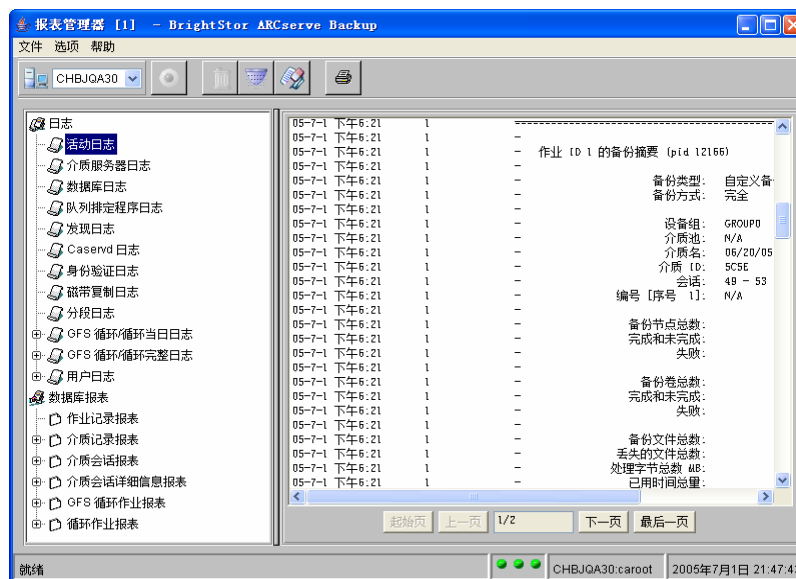 报表管理器 [1] - BrightStor ARCserve Backup
文件 选项 帮助
CHBJQA30
日志
活动日志
介质服务器日志
数据库日志
队列排定程序日志
发现日志
Caservd 日志
身份验证日志
磁带复制日志
分段日志
GFS 循环/循环当日日志
GFS 循环/循环完整日志
用户日志
数据库报表
作业记录报表
介质记录报表
介质会话报表
介质会话详细信息报表
GFS 循环作业报表
循环作业报表
05-7-1 下午6:21 1 ================================
05-7-1 下午6:21 1 -
05-7-1 下午6:21 1 - 作业 ID 1 的备份摘要 (pid 12166)
05-7-1 下午6:21 1 -
05-7-1 下午6:21 1 - 备份类型: 自定义备
05-7-1 下午6:21 1 - 备份方式: 完全
05-7-1 下午6:21 1 -
05-7-1 下午6:21 1 - 设备组: GROUP0
05-7-1 下午6:21 1 - 介质池: N/A
05-7-1 下午6:21 1 - 介质名: 06/20/05
05-7-1 下午6:21 1 - 介质 ID: 5C5E
05-7-1 下午6:21 1 - 会话: 49 - 53
05-7-1 下午6:21 1 - 编号 [序号 1]: N/A
05-7-1 下午6:21 1 -
05-7-1 下午6:21 1 - 备份节点总数:
05-7-1 下午6:21 1 - 完成和未完成:
05-7-1 下午6:21 1 - 失败:
05-7-1 下午6:21 1 -
05-7-1 下午6:21 1 - 备份卷总数:
05-7-1 下午6:21 1 - 完成和未完成:
05-7-1 下午6:21 1 - 失败:
05-7-1 下午6:21 1 -
05-7-1 下午6:21 1 - 备份文件总数:
05-7-1 下午6:21 1 - 丢失的文件总数:
05-7-1 下午6:21 1 - 处理字节总数 MB:
05-7-1 下午6:21 1 - 已用时间总量:
起始页 上一页 1/2 下一页 最后一页
就绪 CHBJQA30:caroot 2005年7月1日 21:47:4